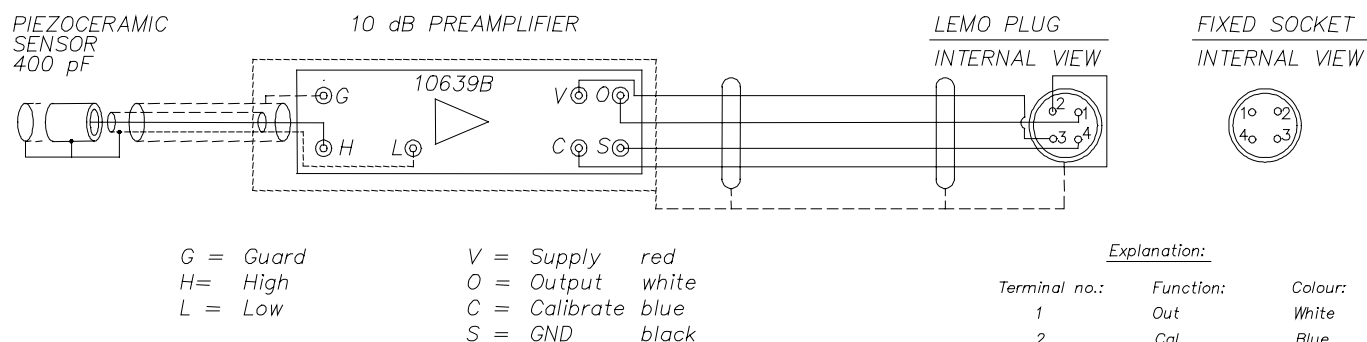 PIEZOCERAMIC
SENSOR
400 pF
10 dB PREAMPLIFIER
LEMO PLUG
INTERNAL VIEW
FIXED SOCKET
INTERNAL VIEW
10639B
G
H
L
V
O
C
S
2
1
3
4
1
2
4
3
G = Guard
H= High
L = Low
V = Supply red
O = Output white
C = Calibrate blue
S = GND black
Explanation:
Terminal no.: Function: Colour:
1 Out White
2 Cal Blue